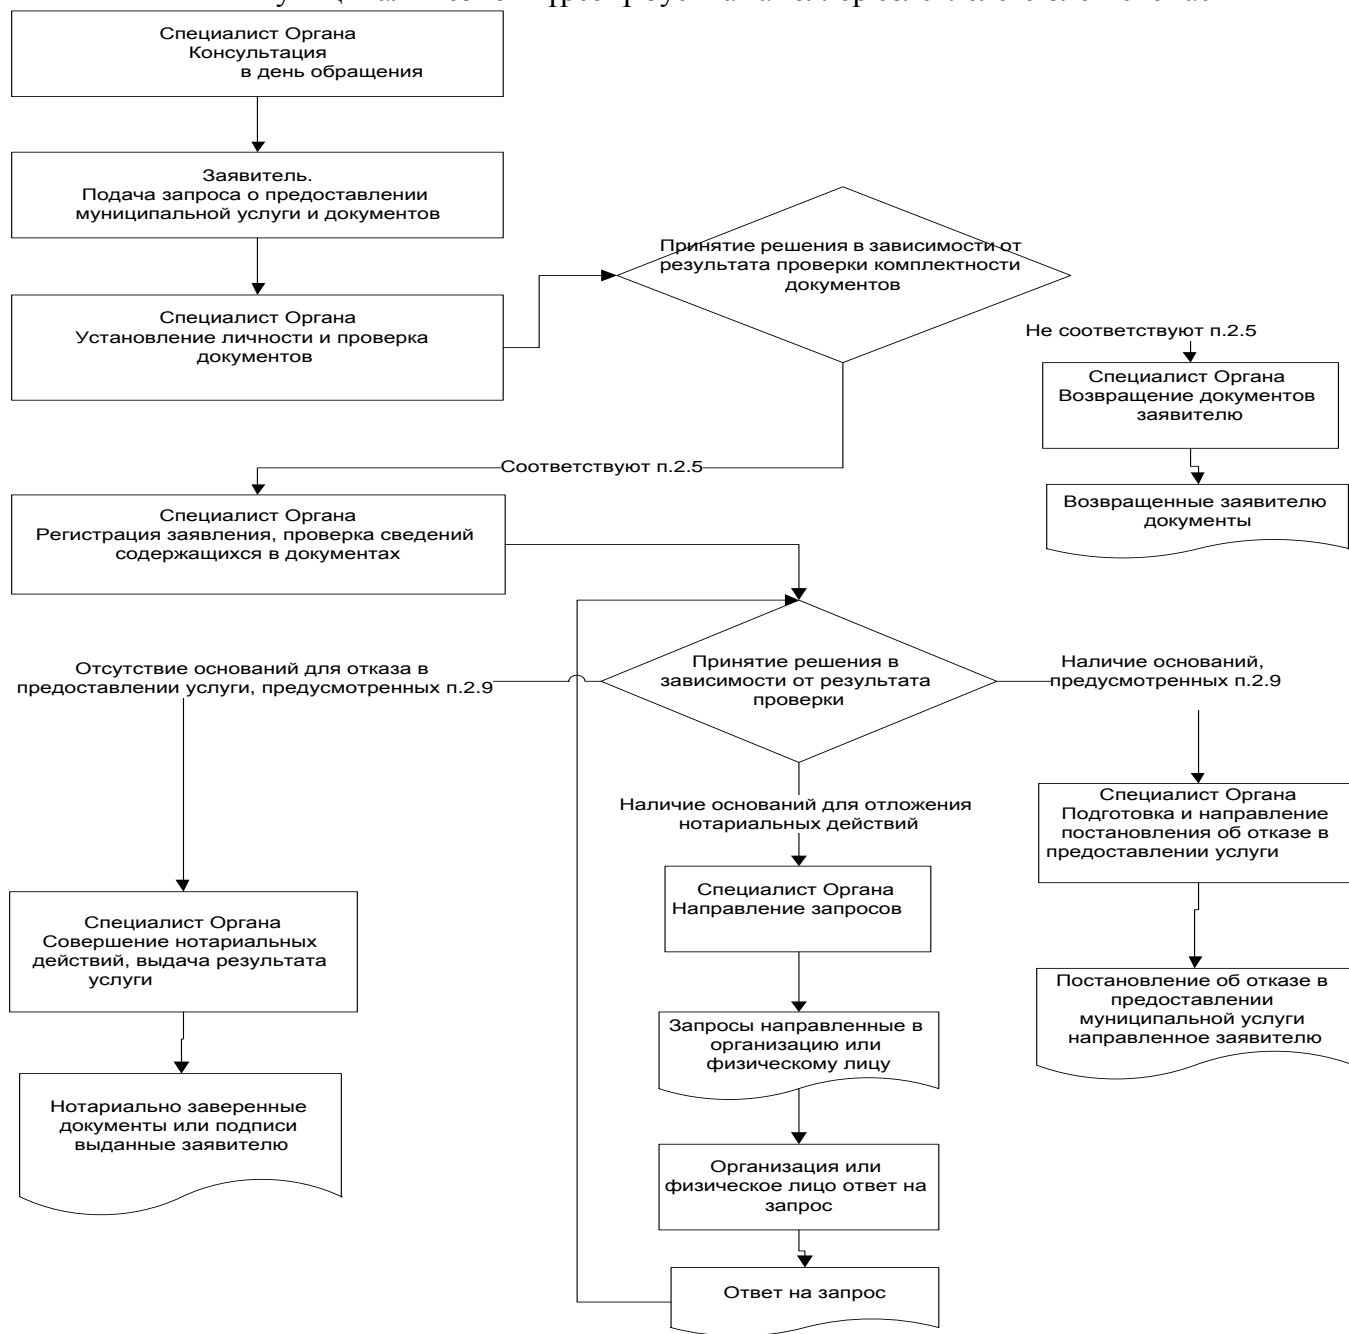 Специалист Органа
Консультация
в день обращения
Заявитель.
Подача запроса о предоставлении
муниципальной услуги и документов
Специалист Органа
Установление личности и проверка
документов
Принятие решения в зависимости от
результата проверки комплектности
документов
Не соответствуют п.2.5
Специалист Органа
Возвращение документов
заявителю
Возвращенные заявителю
документы
Соответствуют п.2.5
Специалист Органа
Регистрация заявления, проверка сведений
содержащихся в документах
Отсутствие оснований для отказа в
предоставлении услуги, предусмотренных п.2.9
Принятие решения в
зависимости от результата
проверки
Наличие оснований,
предусмотренных п.2.9
Наличие оснований для отложения
нотариальных действий
Специалист Органа
Подготовка и направление
постановления об отказе в
предоставлении услуги
Специалист Органа
Направление запросов
Специалист Органа
Совершение нотариальных
действий, выдача результата
услуги
Постановление об отказе в
предоставлении
муниципальной услуги
направленное заявителю
Запросы направленные в
организацию или
физическому лицу
Нотариально заверенные
документы или подписи
выданные заявителю
Организация или
физическое лицо ответ на
запрос
Ответ на запрос